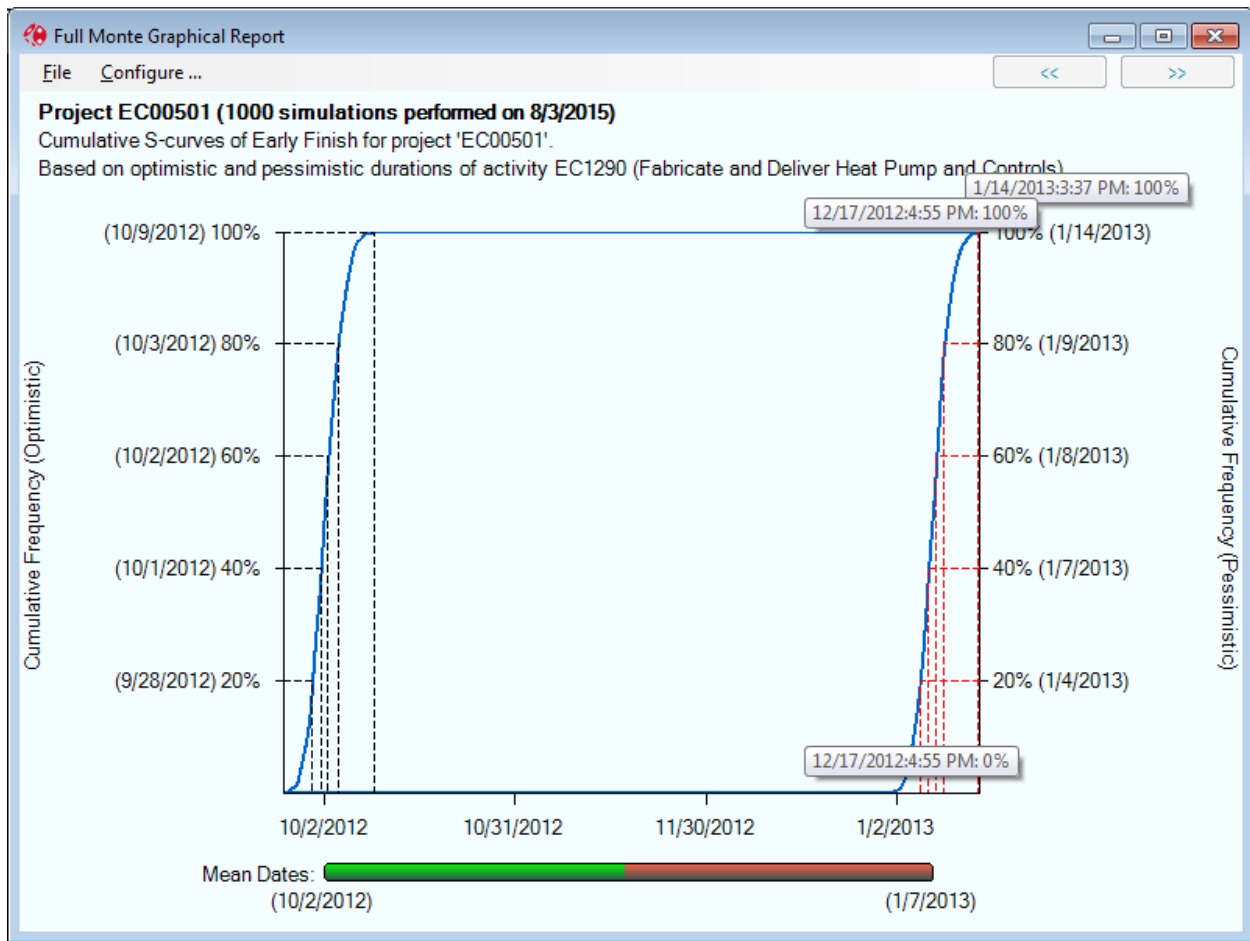 Full Monte Graphical Report
File Configure ...
<< >>
Project EC00501 (1000 simulations performed on 8/3/2015)
Cumulative S-curves of Early Finish for project 'EC00501'.
Based on optimistic and pessimistic durations of activity EC1290 (Fabricate and Deliver Heat Pump and Controls)
1/14/2013:3:37 PM: 100%
12/17/2012:4:55 PM: 100%
(10/9/2012) 100%
100% (1/14/2013)
(10/3/2012) 80%
80% (1/9/2013)
(10/2/2012) 60%
60% (1/8/2013)
(10/1/2012) 40%
40% (1/7/2013)
(9/28/2012) 20%
20% (1/4/2013)
Cumulative Frequency (Optimistic)
Cumulative Frequency (Pessimistic)
12/17/2012:4:55 PM: 0%
10/2/2012 10/31/2012 11/30/2012 1/2/2013
Mean Dates:
(10/2/2012) (1/7/2013)